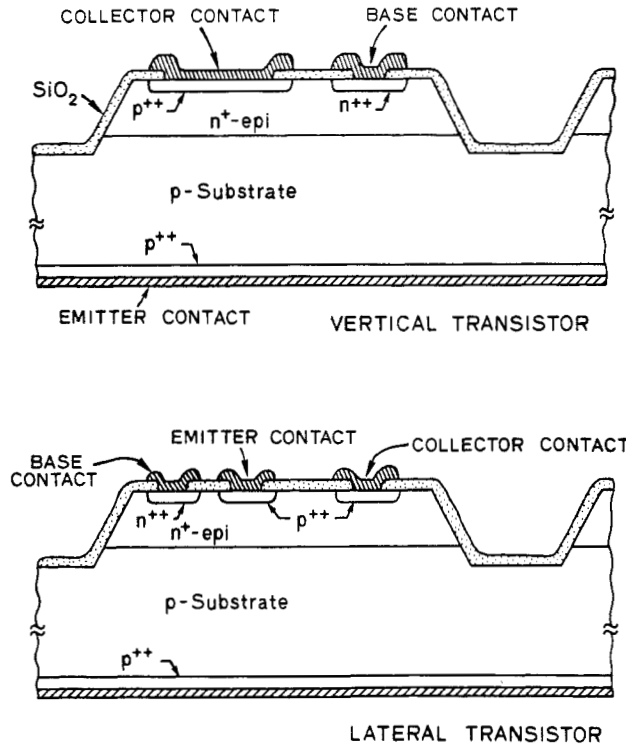 COLLECTOR CONTACT
BASE CONTACT
SiO₂
p⁺⁺
n⁺⁺
n⁺-epi
p-Substrate
p⁺⁺
EMITTER CONTACT
VERTICAL TRANSISTOR
EMITTER CONTACT
COLLECTOR CONTACT
BASE
CONTACT
n⁺⁺
p⁺⁺
n⁺-epi
p-Substrate
p⁺⁺
LATERAL TRANSISTOR